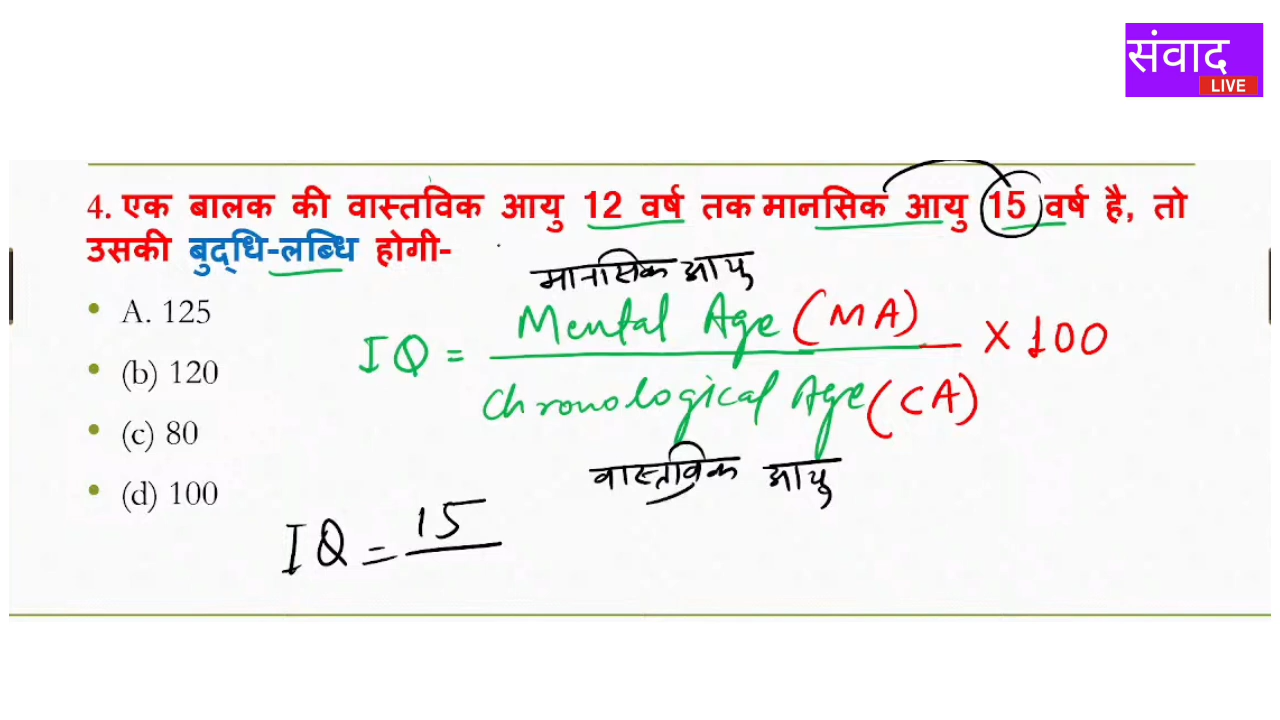 संवाद
LIVE
4. एक बालक की वास्तविक आयु 12 वर्ष तक मानसिक आयु 15 वर्ष है, तो
उसकी बुद्धि-लब्धि होगी-
मानसिक आयु
A. 125
(b) 120
(c) 80
(d) 100
IQ = Mental Age (MA) × 100
Chronological Age (CA)
वास्तविक आयु
IQ = 15